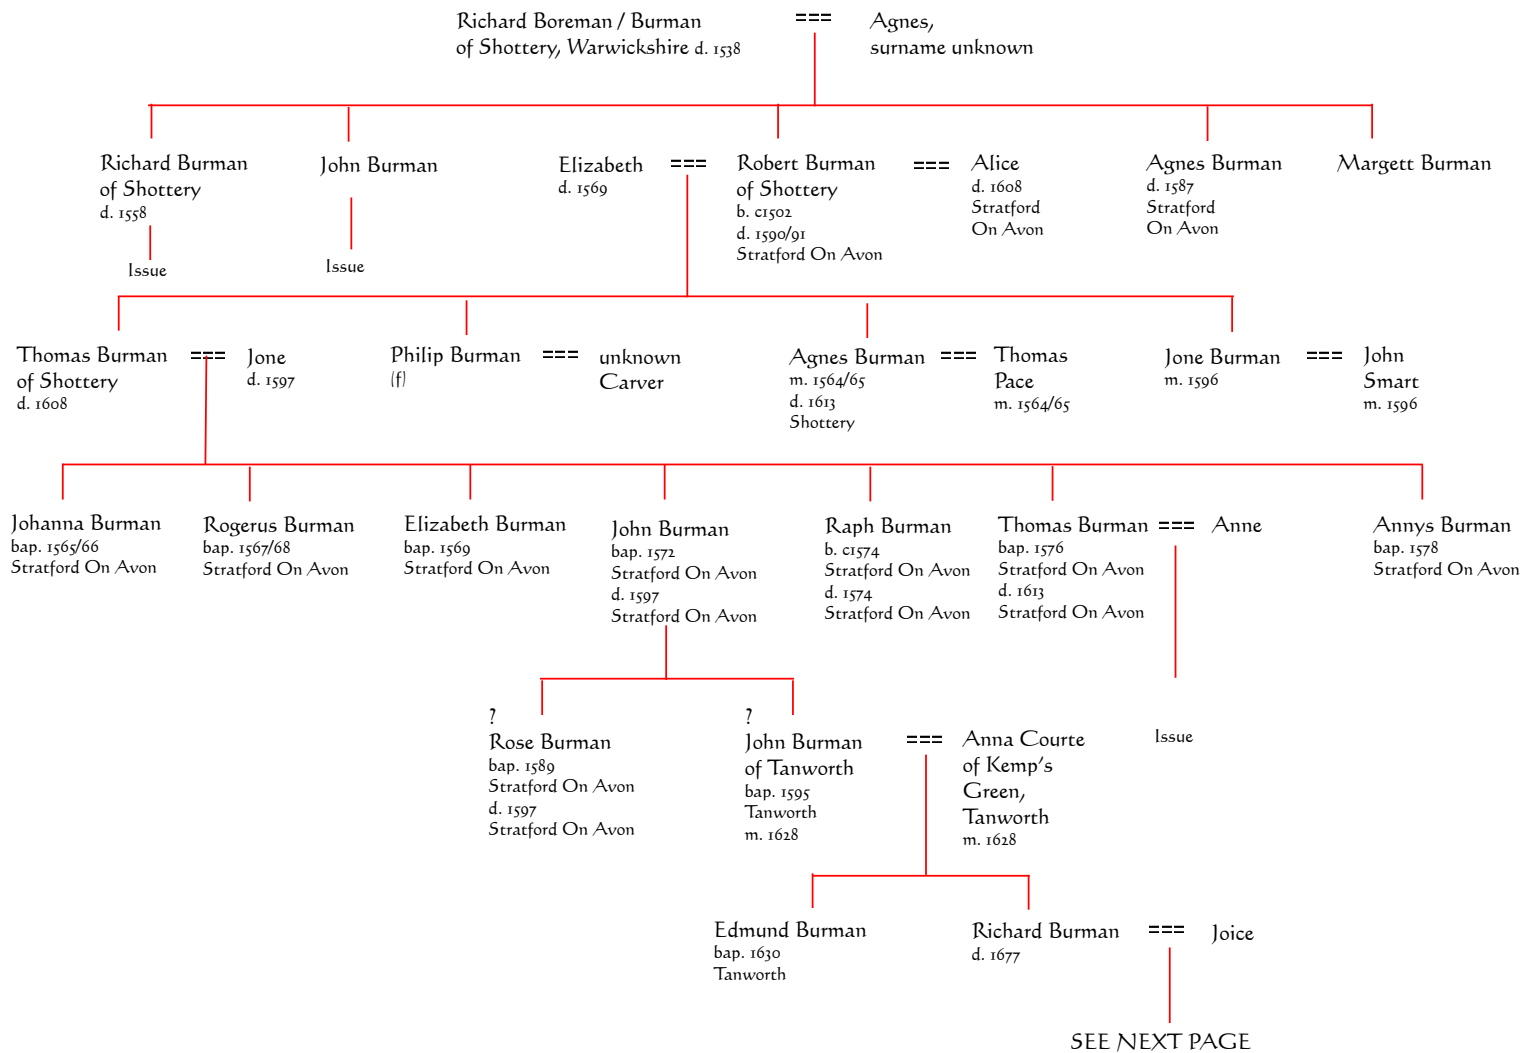 Richard Boreman / Burman
of Shottery, Warwickshire d. 1538
===
Agnes,
surname unknown
Richard Burman
of Shottery
d. 1558
Issue
John Burman
Issue
Elizabeth
d. 1569
===
Robert Burman
of Shottery
b. c1502
d. 1590/91
Stratford On Avon
===
Alice
d. 1608
Stratford
On Avon
Agnes Burman
d. 1587
Stratford
On Avon
Margett Burman
Thomas Burman
of Shottery
d. 1608
===
Jone
d. 1597
Philip Burman
(f)
===
unknown
Carver
Agnes Burman
m. 1564/65
d. 1613
Shottery
===
Thomas
Pace
m. 1564/65
Jone Burman
m. 1596
===
John
Smart
m. 1596
Johanna Burman
bap. 1565/66
Stratford On Avon
Rogerus Burman
bap. 1567/68
Stratford On Avon
Elizabeth Burman
bap. 1569
Stratford On Avon
John Burman
bap. 1572
Stratford On Avon
d. 1597
Stratford On Avon
Raph Burman
b. c1574
Stratford On Avon
d. 1574
Stratford On Avon
Thomas Burman
bap. 1576
Stratford On Avon
d. 1613
Stratford On Avon
===
Anne
Issue
Annys Burman
bap. 1578
Stratford On Avon
?
Rose Burman
bap. 1589
Stratford On Avon
d. 1597
Stratford On Avon
?
John Burman
of Tanworth
bap. 1595
Tanworth
m. 1628
===
Anna Courte
of Kemp's
Green,
Tanworth
m. 1628
Edmund Burman
bap. 1630
Tanworth
Richard Burman
d. 1677
===
Joice
SEE NEXT PAGE